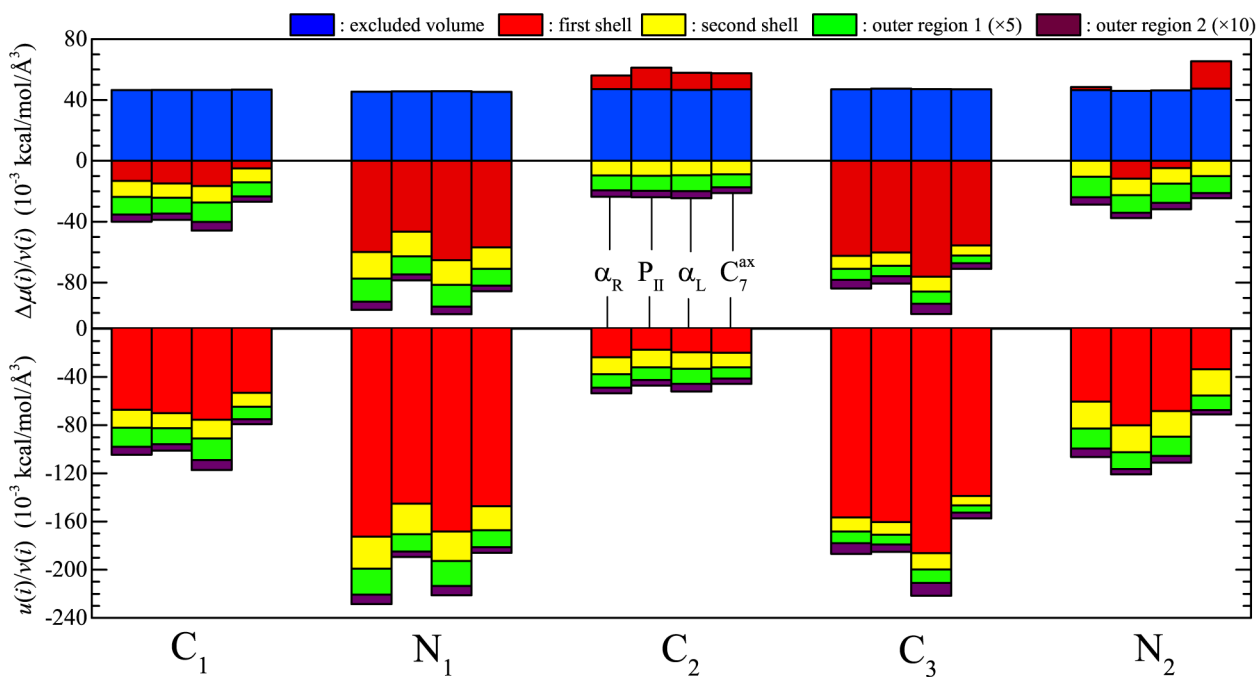 : excluded volume : first shell : second shell : outer region 1 (×5) : outer region 2 (×10)
Δμ(i)/ν(i) (10⁻³ kcal/mol/Å³)
80
40
0
-40
-80
α_R P_II α_L C₇^ax
u(i)/ν(i) (10⁻³ kcal/mol/Å³)
0
-40
-80
-120
-160
-200
-240
C₁ N₁ C₂ C₃ N₂